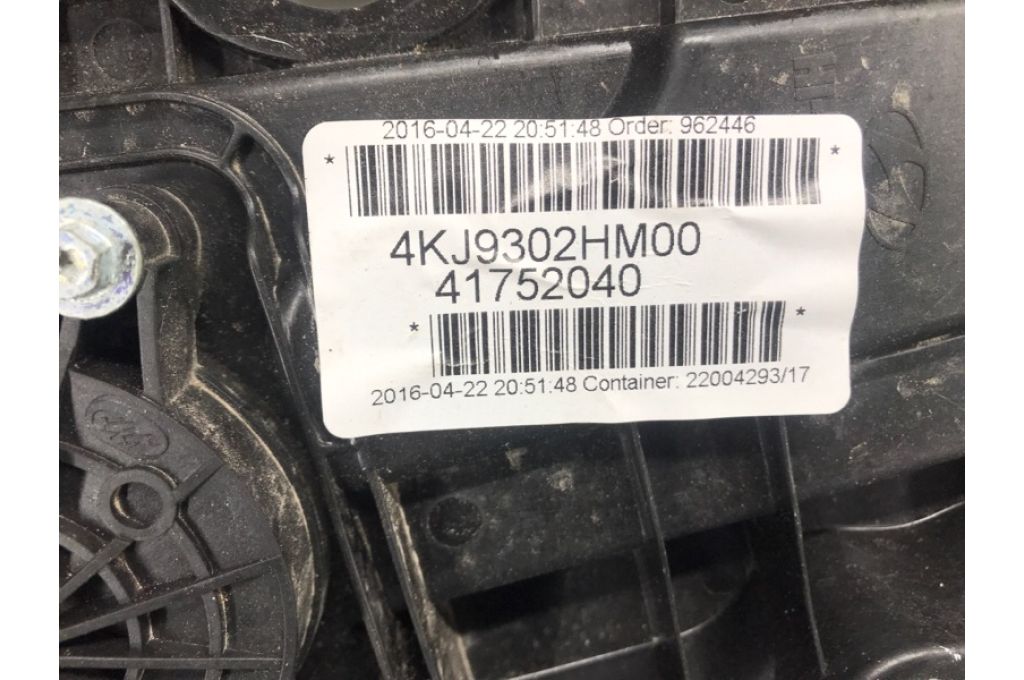 2016-04-22 20:51:48 Order: 962446
* *
4KJ9302HM00
41752040
* *
2016-04-22 20:51:48 Container: 22004293/17